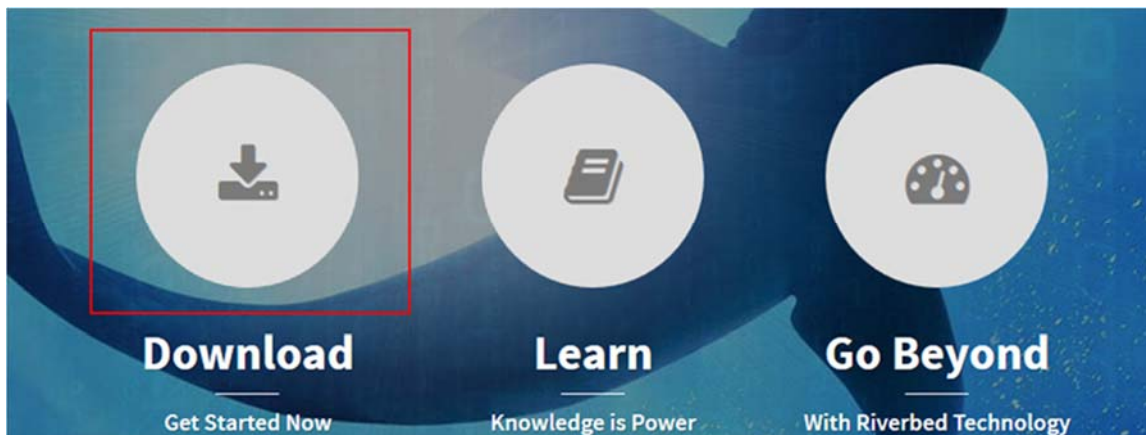 Download
Learn
Go Beyond
Get Started Now
Knowledge is Power
With Riverbed Technology